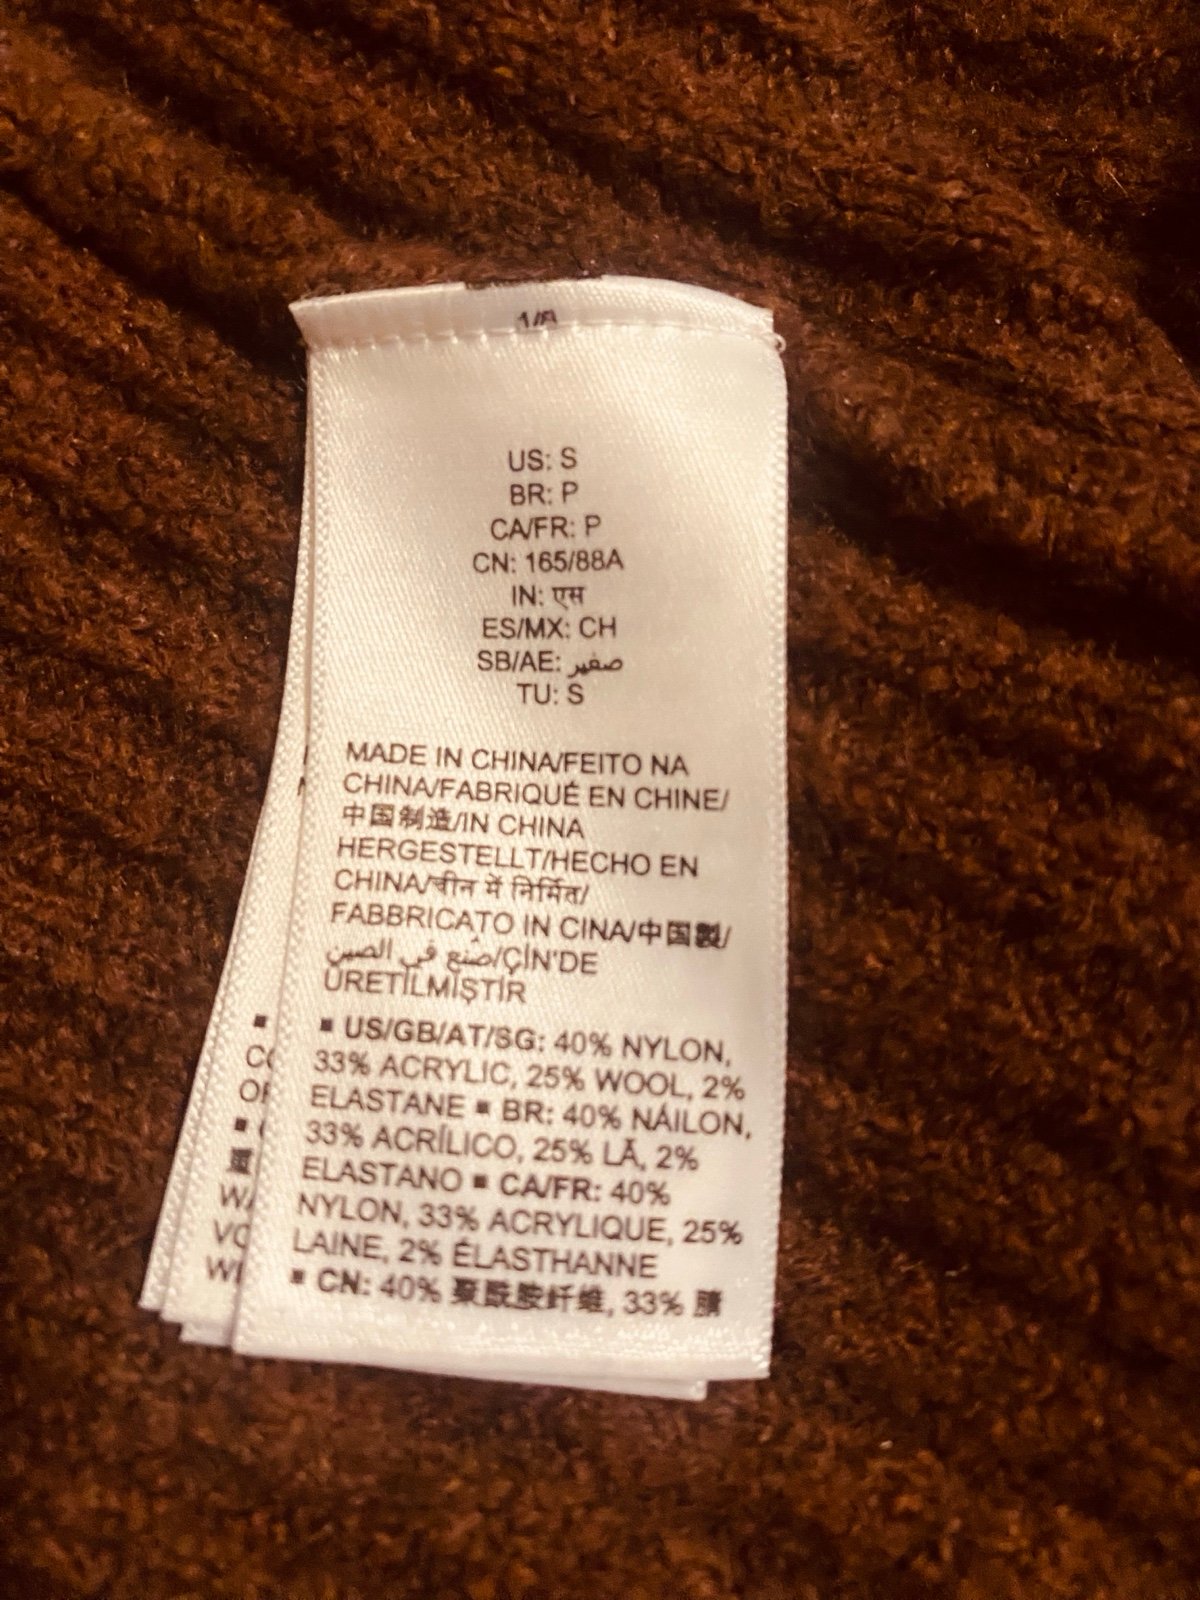 US: S
BR: P
CA/FR: P
CN: 165/88A
IN: एस
ES/MX: CH
SB/AE: صغير
TU: S
MADE IN CHINA/FEITO NA
CHINA/FABRIQUÉ EN CHINE/
中国制造/IN CHINA
HERGESTELLT/HECHO EN
CHINA/चीन में निर्मित/
FABBRICATO IN CINA/中国製/
صُنع في الصين/ÇİN'DE
ÜRETİLMİŞTİR
■ US/GB/AT/SG: 40% NYLON,
33% ACRYLIC, 25% WOOL, 2%
ELASTANE ■ BR: 40% NÁILON,
33% ACRÍLICO, 25% LÃ, 2%
ELASTANO ■ CA/FR: 40%
NYLON, 33% ACRYLIQUE, 25%
LAINE, 2% ÉLASTHANNE
■ CN: 40% 聚酰胺纤维, 33% 腈